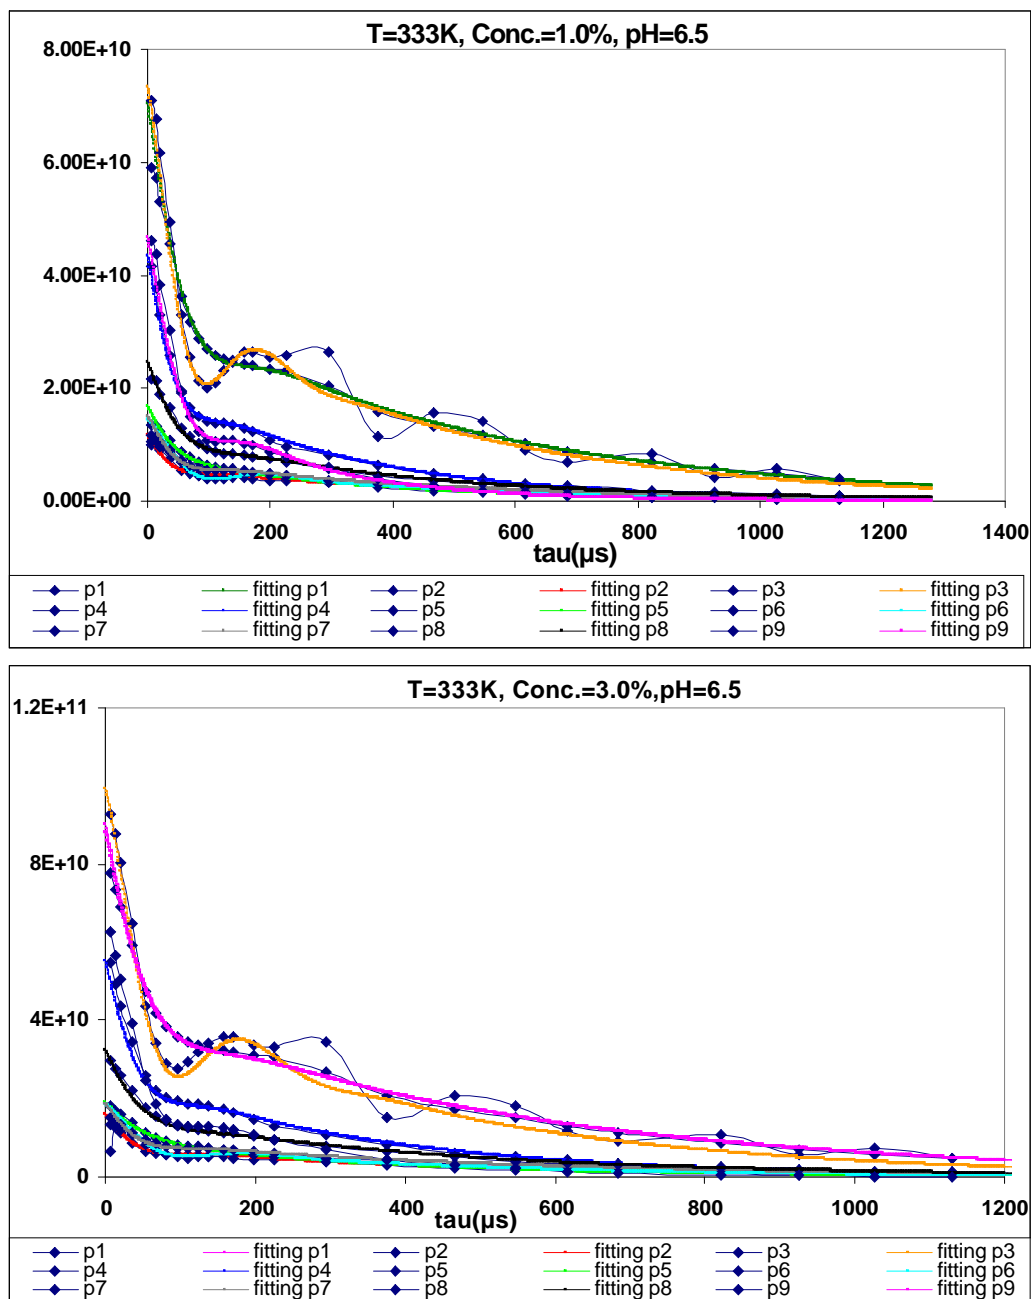 T=333K, Conc.=1.0%, pH=6.5
8.00E+10
6.00E+10
4.00E+10
2.00E+10
0.00E+00
0 200 400 600 800 1000 1200 1400
tau(µs)
p1 fitting p1 p2 fitting p2 p3 fitting p3
p4 fitting p4 p5 fitting p5 p6 fitting p6
p7 fitting p7 p8 fitting p8 p9 fitting p9
T=333K, Conc.=3.0%,pH=6.5
1.2E+11
8E+10
4E+10
0
0 200 400 600 800 1000 1200
tau(µs)
p1 fitting p1 p2 fitting p2 p3 fitting p3
p4 fitting p4 p5 fitting p5 p6 fitting p6
p7 fitting p7 p8 fitting p8 p9 fitting p9